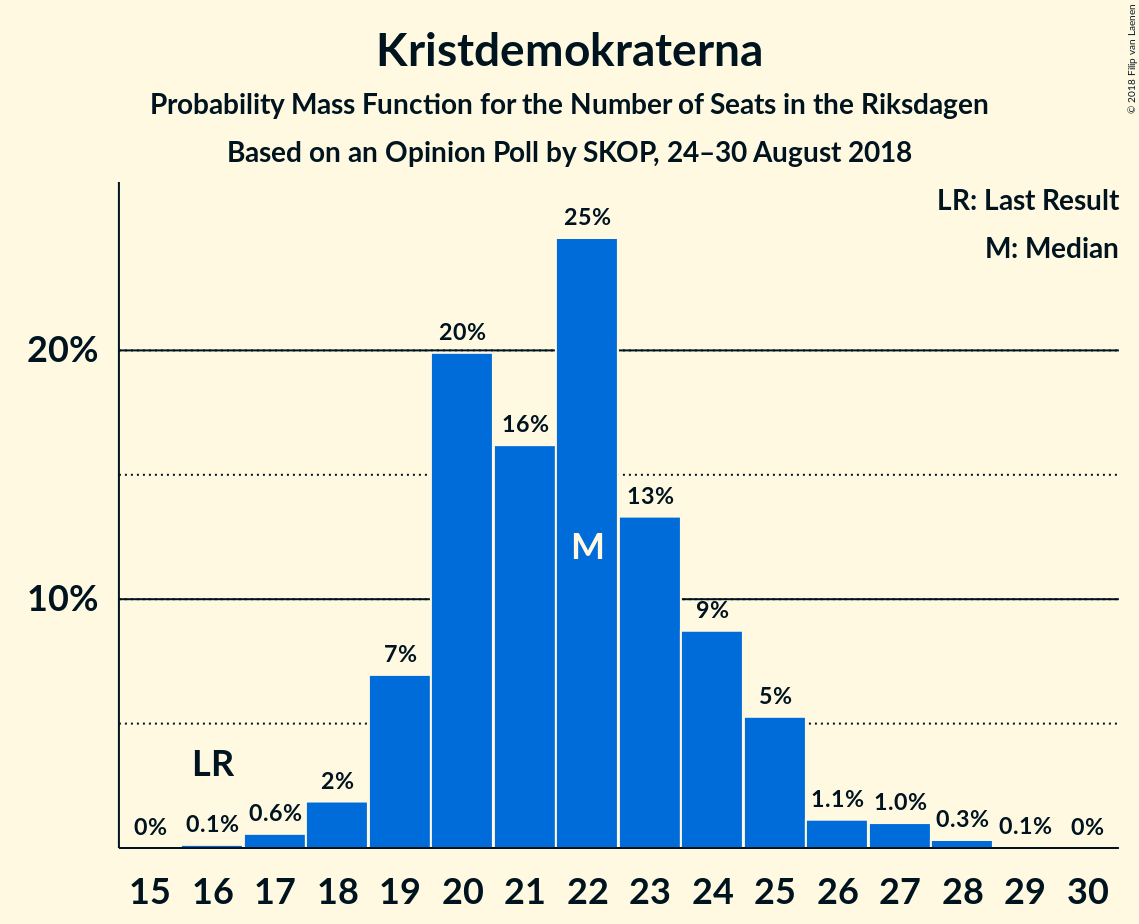 Kristdemokraterna
Probability Mass Function for the Number of Seats in the Riksdagen
Based on an Opinion Poll by SKOP, 24–30 August 2018
© 2018 Filip van Laenen
LR: Last Result
M: Median
20%
10%
0%
0.1%
0.6%
2%
7%
20%
16%
25%
13%
9%
5%
1.1%
1.0%
0.3%
0.1%
0%
LR
M
15 16 17 18 19 20 21 22 23 24 25 26 27 28 29 30